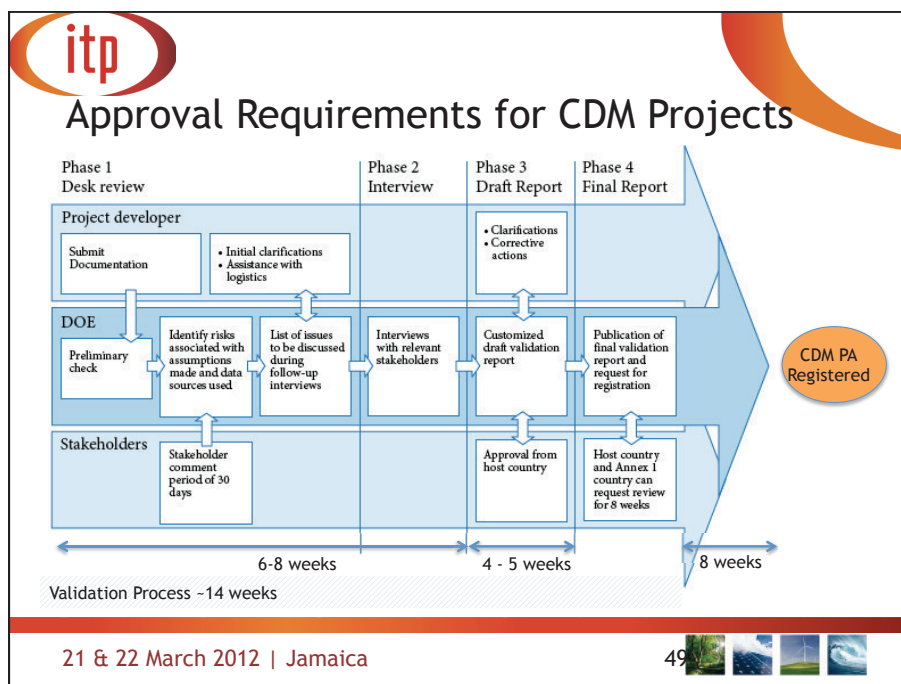 itp
Approval Requirements for CDM Projects
Phase 1
Desk review
Phase 2
Interview
Phase 3
Draft Report
Phase 4
Final Report
Project developer
Submit
Documentation
• Initial clarifications
• Assistance with
logistics
• Clarifications
• Corrective
actions
DOE
Preliminary
check
Identify risks
associated with
assumptions
made and data
sources used
List of issues
to be discussed
during
follow-up
interviews
Interviews
with relevant
stakeholders
Customized
draft validation
report
Publication of
final validation
report and
request for
registration
CDM PA
Registered
Stakeholders
Stakeholder
comment
period of 30
days
Approval from
host country
Host country
and Annex 1
country can
request review
for 8 weeks
6-8 weeks
4 - 5 weeks
8 weeks
Validation Process ~14 weeks
21 & 22 March 2012 | Jamaica
49